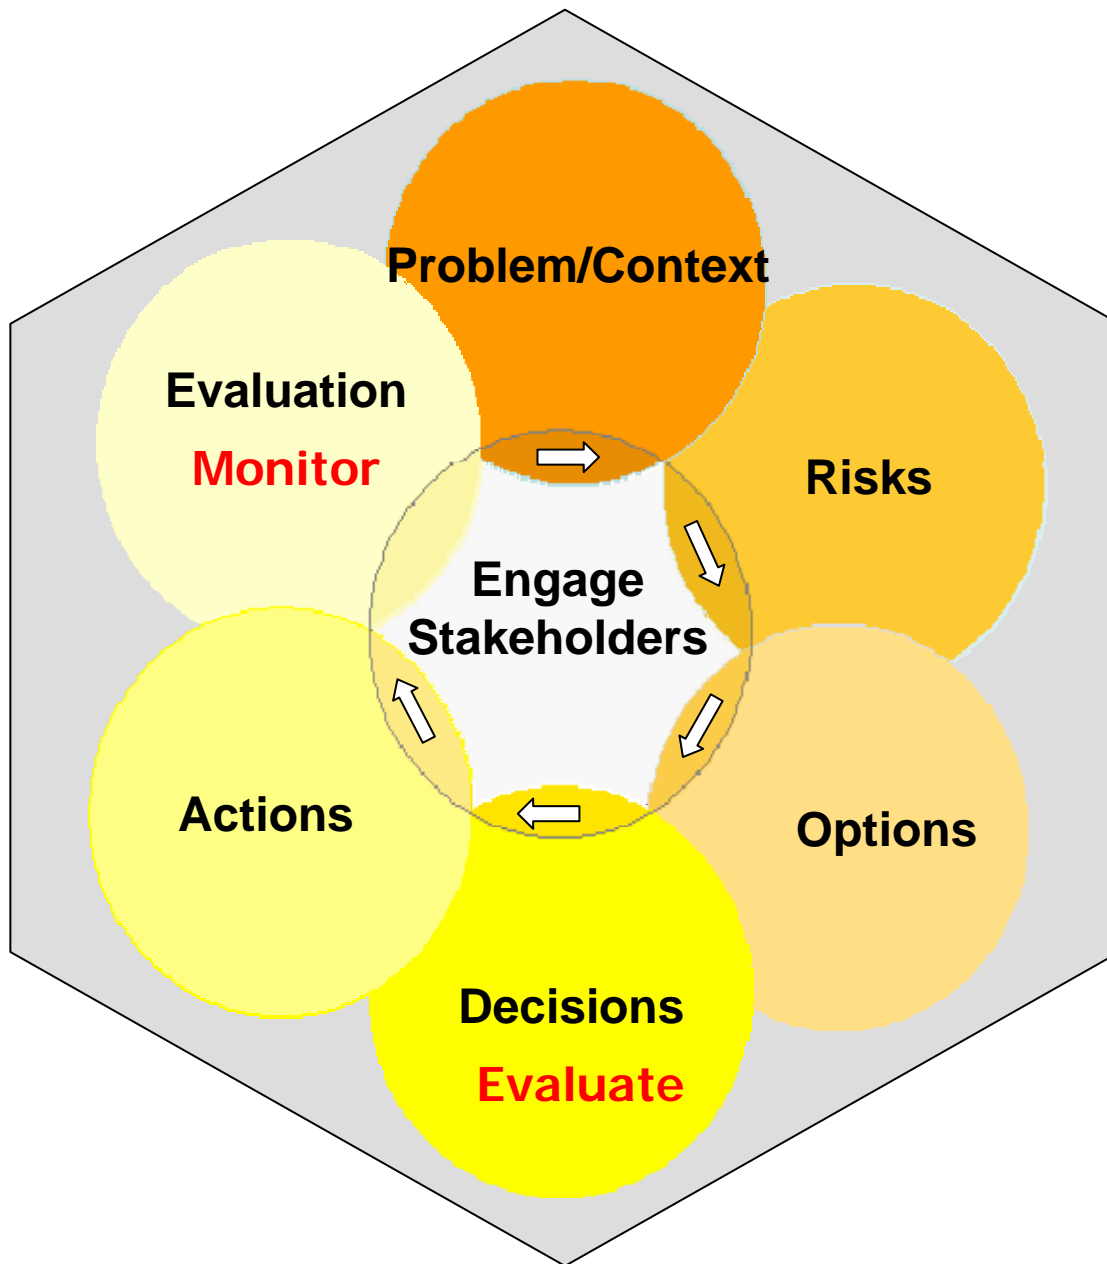 Problem/Context
Evaluation
Monitor
Risks
Engage
Stakeholders
Actions
Options
Decisions
Evaluate